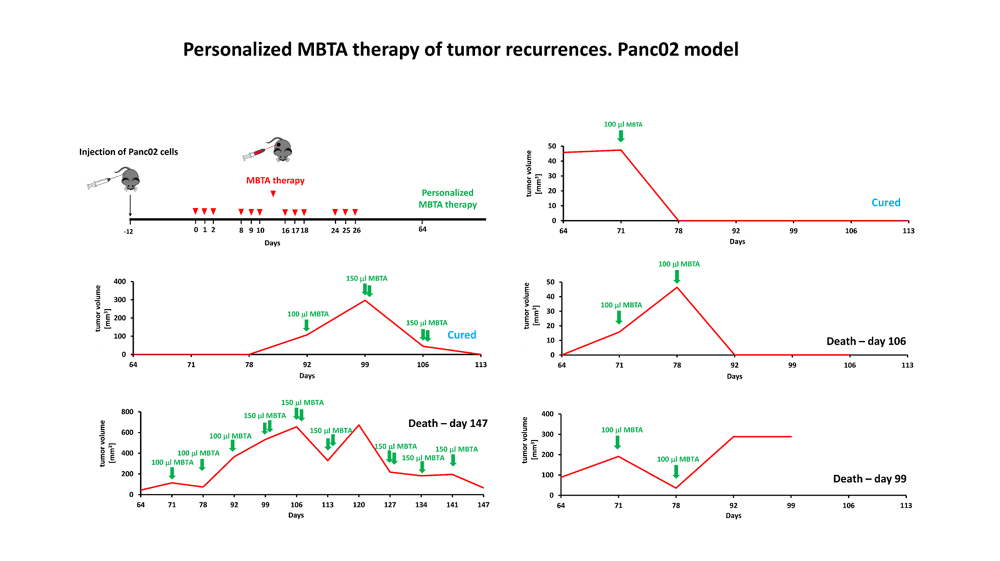 Personalized MBTA therapy of tumor recurrences. Panc02 model
Injection of Panc02 cells
MBTA therapy
Personalized
MBTA therapy
-12 0 1 2 8 9 10 16 17 18 24 25 26 64
Days
100 µl MBTA
tumor volume
[mm³]
50
40
30
20
10
0
Cured
64 71 78 92 99 106 113
Days
tumor volume
[mm³]
400
300
200
100
0
100 µl MBTA
150 µl MBTA
150 µl MBTA
Cured
64 71 78 92 99 106 113
Days
tumor volume
[mm³]
50
40
30
20
10
0
100 µl MBTA
100 µl MBTA
Death – day 106
64 71 78 92 99 106 113
Days
tumor volume
[mm³]
800
600
400
200
0
100 µl MBTA
100 µl MBTA
100 µl MBTA
150 µl MBTA
150 µl MBTA
150 µl MBTA
150 µl MBTA
150 µl MBTA
150 µl MBTA
Death – day 147
64 71 78 92 99 106 113 120 127 134 141 147
Days
tumor volume
[mm³]
400
300
200
100
0
100 µl MBTA
100 µl MBTA
Death – day 99
64 71 78 92 99 106 113
Days